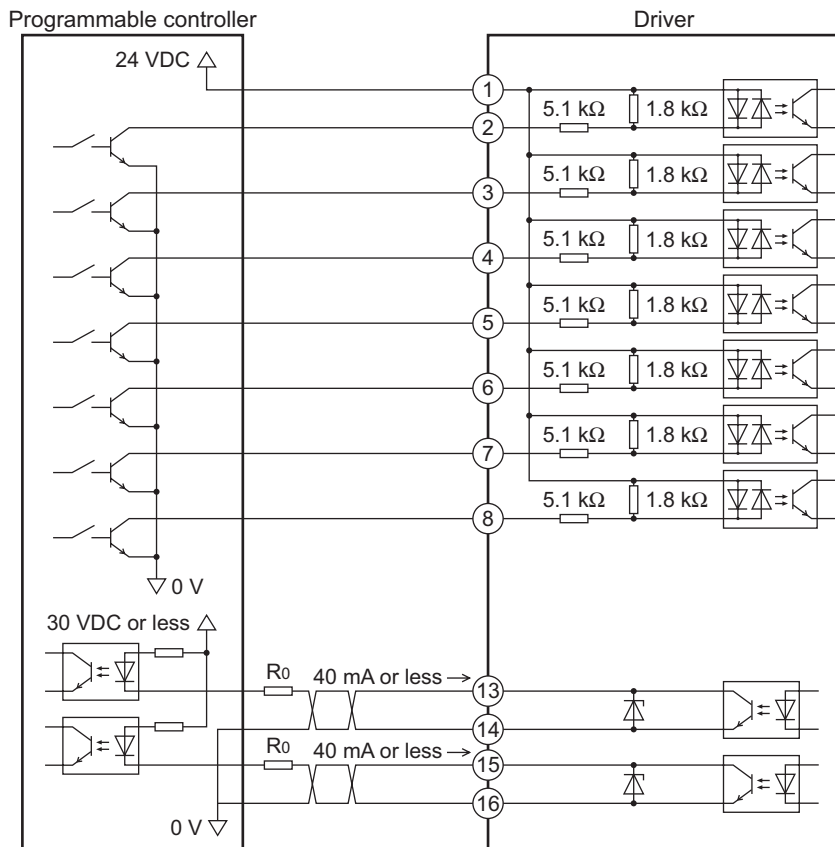 Programmable controller
Driver
24 VDC
1
5.1 kΩ
1.8 kΩ
2
5.1 kΩ
1.8 kΩ
3
5.1 kΩ
1.8 kΩ
4
5.1 kΩ
1.8 kΩ
5
5.1 kΩ
1.8 kΩ
6
5.1 kΩ
1.8 kΩ
7
5.1 kΩ
1.8 kΩ
8
0 V
30 VDC or less
R0
40 mA or less
13
14
R0
40 mA or less
15
16
0 V